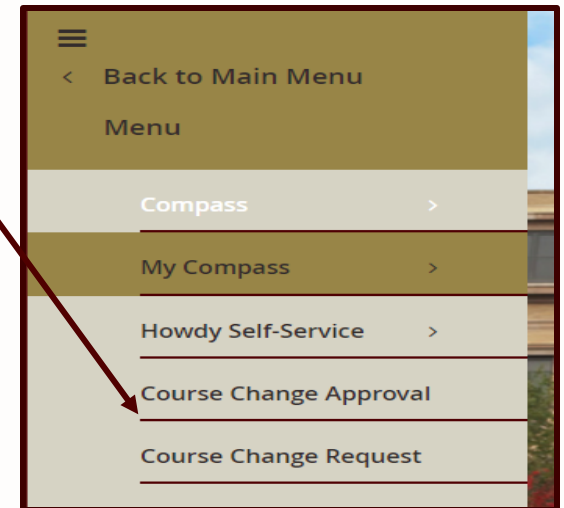 Back to Main Menu
Menu
Compass
My Compass
Howdy Self-Service
Course Change Approval
Course Change Request